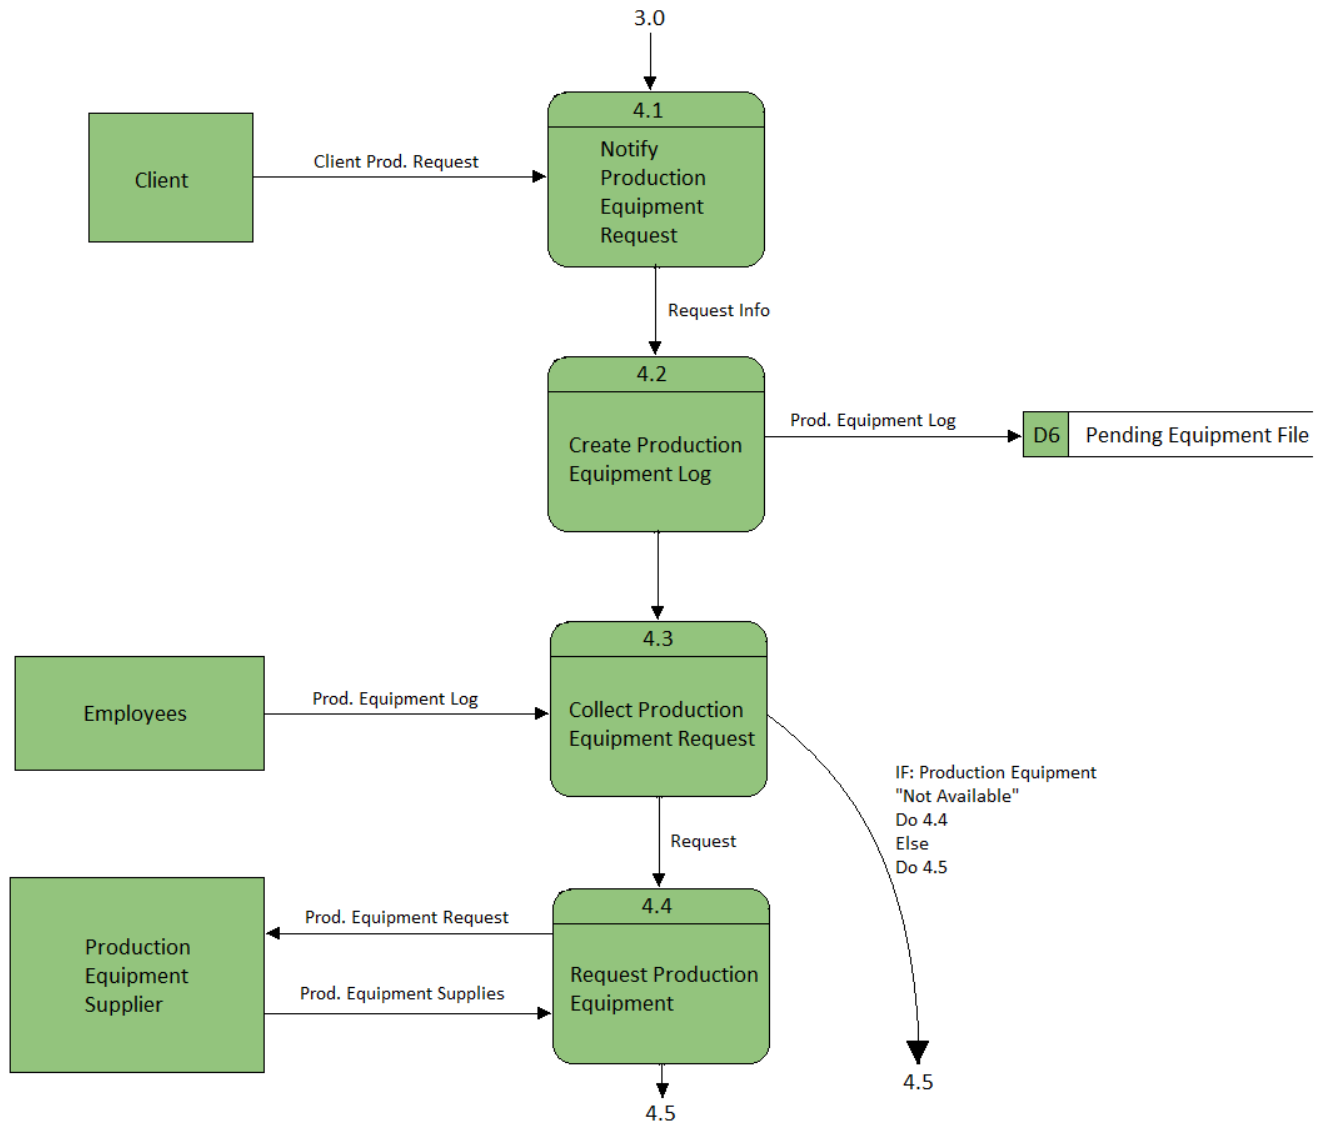 3.0
4.1
Notify
Production
Equipment
Request
Client
Client Prod. Request
Request Info
4.2
Create Production
Equipment Log
Prod. Equipment Log
D6
Pending Equipment File
4.3
Collect Production
Equipment Request
Employees
Prod. Equipment Log
IF: Production Equipment
"Not Available"
Do 4.4
Else
Do 4.5
Request
4.4
Request Production
Equipment
Prod. Equipment Request
Production
Equipment
Supplier
Prod. Equipment Supplies
4.5
4.5